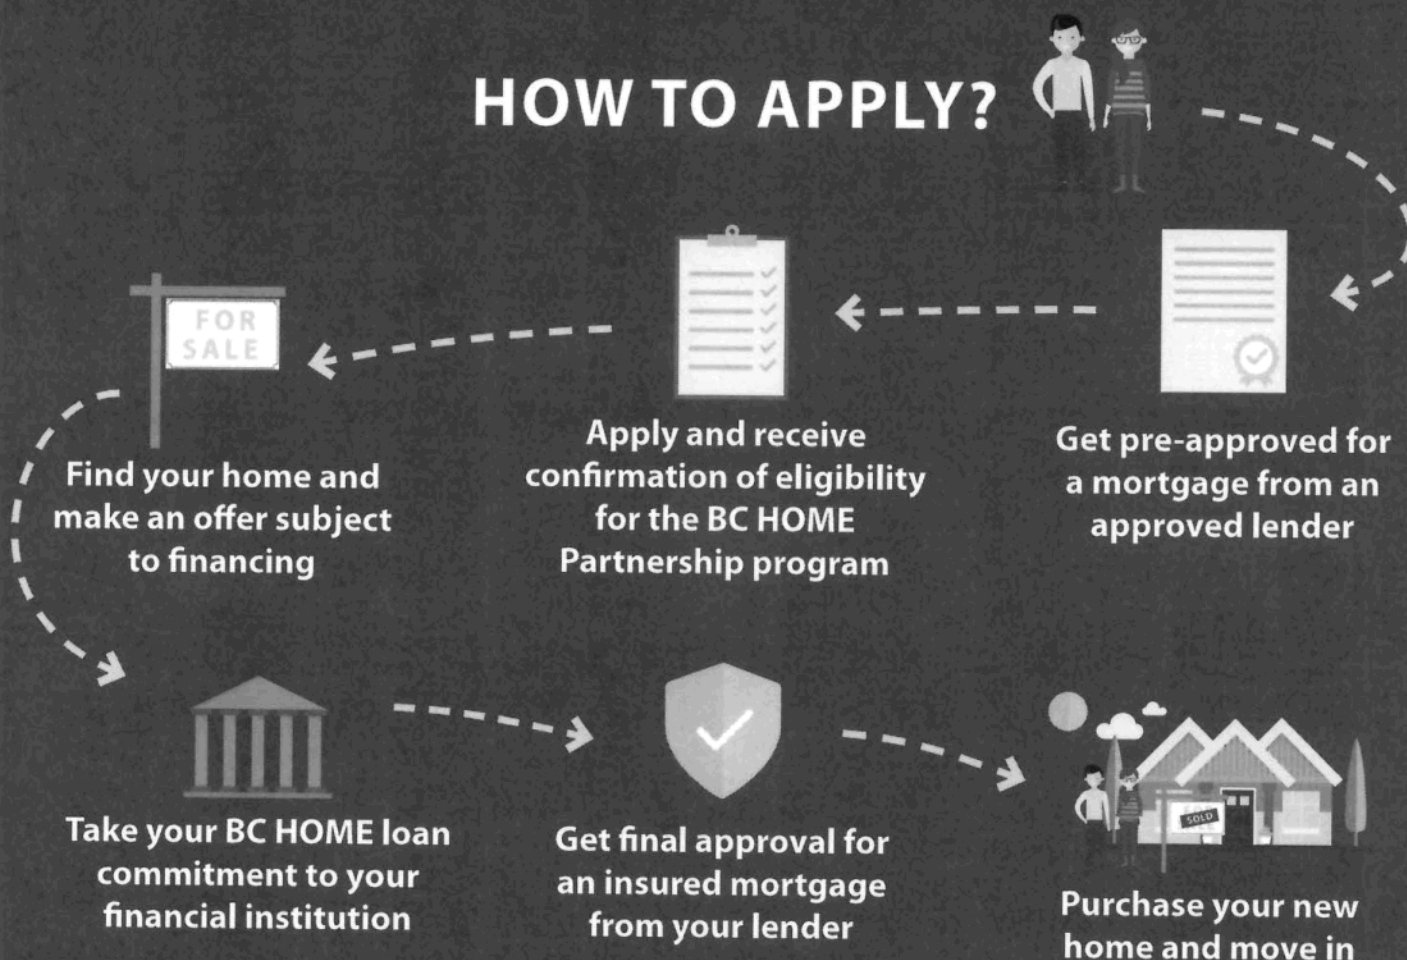 HOW TO APPLY?
Get pre-approved for
a mortgage from an
approved lender
Apply and receive
confirmation of eligibility
for the BC HOME
Partnership program
FOR
SALE
Find your home and
make an offer subject
to financing
Take your BC HOME loan
commitment to your
financial institution
Get final approval for
an insured mortgage
from your lender
SOLD
Purchase your new
home and move in